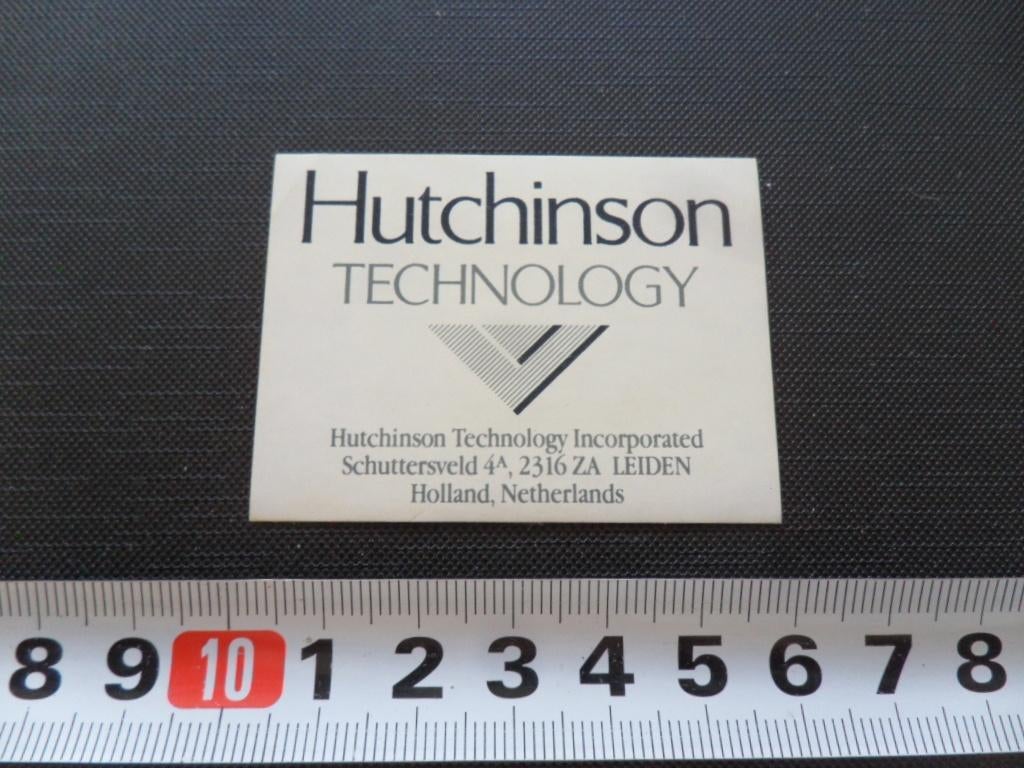 Hutchinson
TECHNOLOGY
Hutchinson Technology Incorporated
Schuttersveld 4ᴬ, 2316 ZA LEIDEN
Holland, Netherlands
8 9 10 1 2 3 4 5 6 7 8